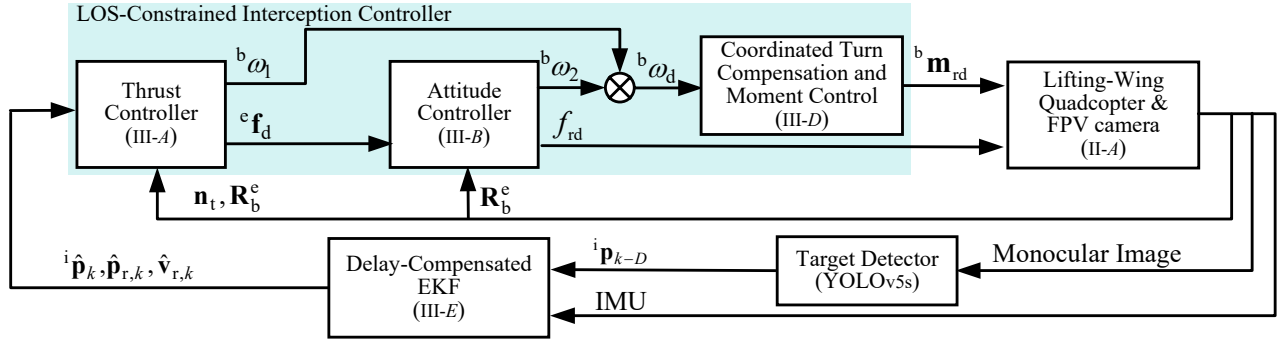 LOS-Constrained Interception Controller
Thrust
Controller
(III-A)
ᵇω₁
ᵉf_d
Attitude
Controller
(III-B)
ᵇω₂
f_rd
ᵇω_d
Coordinated Turn
Compensation and
Moment Control
(III-D)
ᵇm_rd
Lifting-Wing
Quadcopter &
FPV camera
(II-A)
n_t, R_b^e
R_b^e
ⁱp̂_k, p̂_r,k, v̂_r,k
Delay-Compensated
EKF
(III-E)
ⁱp_k−D
IMU
Target Detector
(YOLOv5s)
Monocular Image